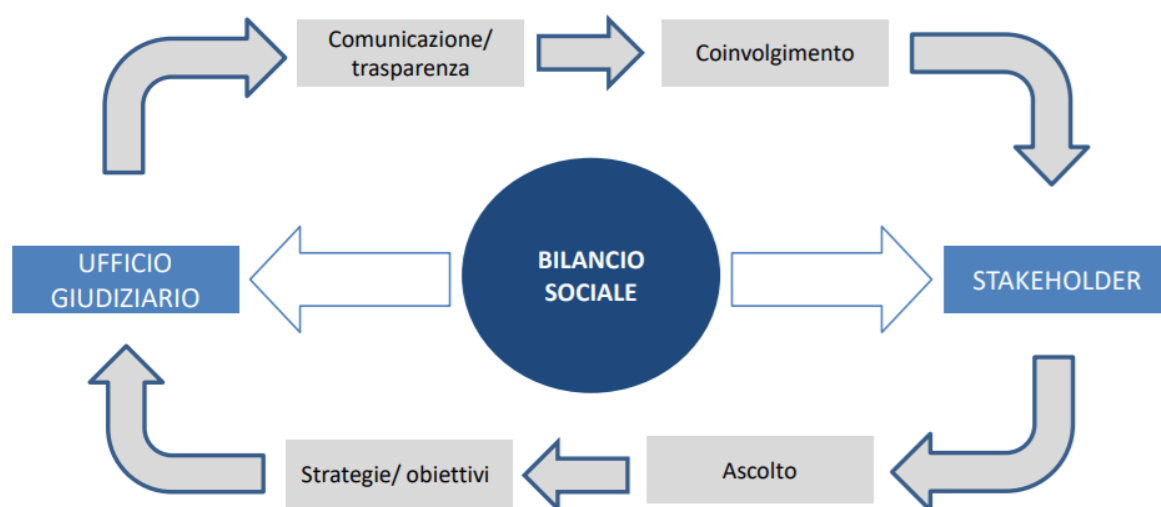 Comunicazione/
trasparenza
Coinvolgimento
UFFICIO
GIUDIZIARIO
BILANCIO
SOCIALE
STAKEHOLDER
Strategie/ obiettivi
Ascolto